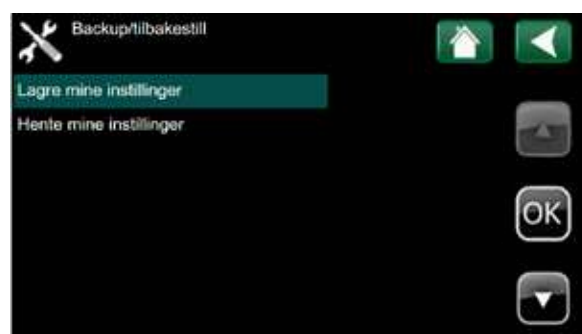 Backup/tilbakestill
Lagre mine instillinger
Hente mine instillinger
OK